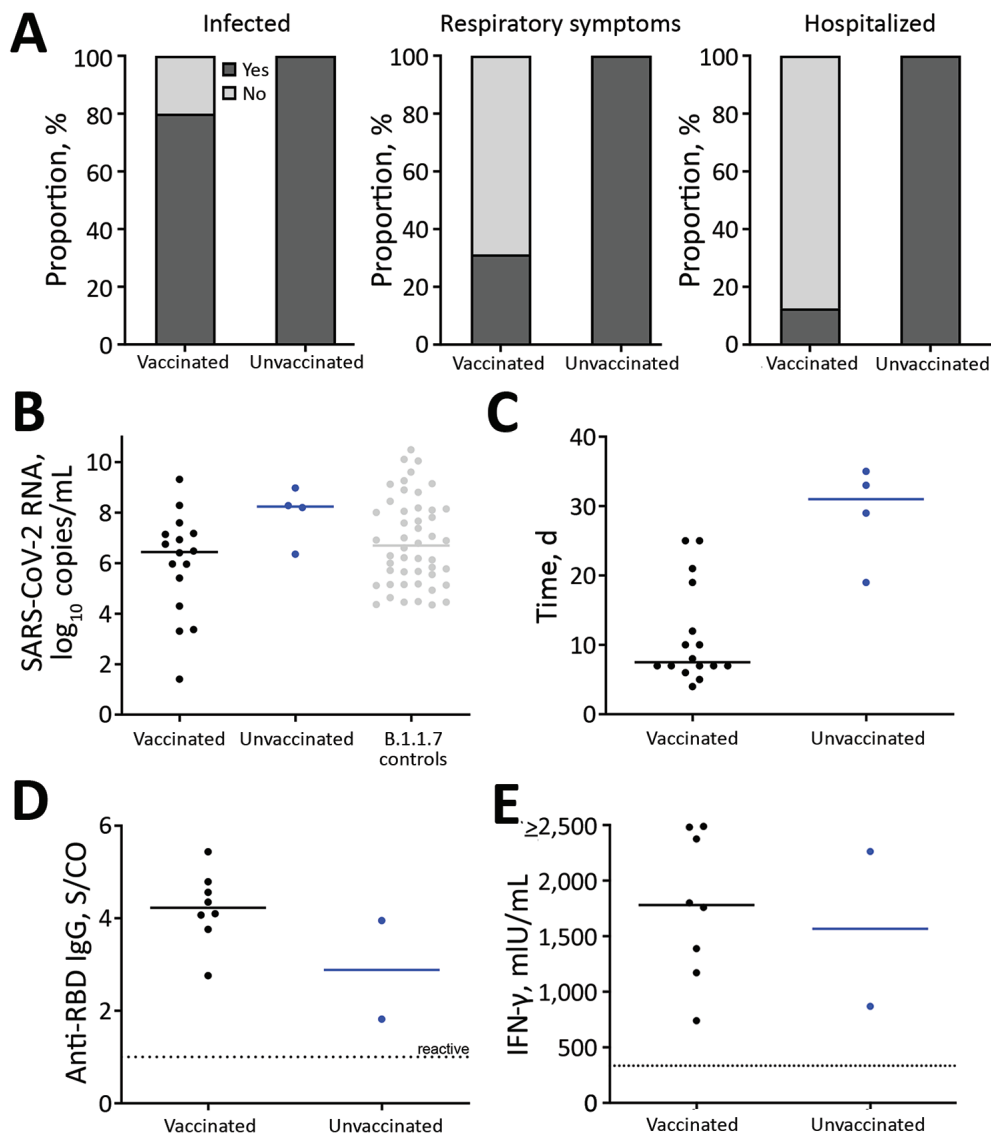 A
Infected
Respiratory symptoms
Hospitalized
Proportion, %
100
80
60
40
20
0
Yes
No
Vaccinated
Unvaccinated
Proportion, %
100
80
60
40
20
0
Vaccinated
Unvaccinated
Proportion, %
100
80
60
40
20
0
Vaccinated
Unvaccinated
B
SARS-CoV-2 RNA,
log10 copies/mL
10
8
6
4
2
0
Vaccinated
Unvaccinated
B.1.1.7
controls
C
Time, d
40
30
20
10
0
Vaccinated
Unvaccinated
D
Anti-RBD IgG, S/CO
6
4
2
0
reactive
Vaccinated
Unvaccinated
E
IFN-γ, mIU/mL
≥2,500
2,000
1,500
1,000
500
0
Vaccinated
Unvaccinated